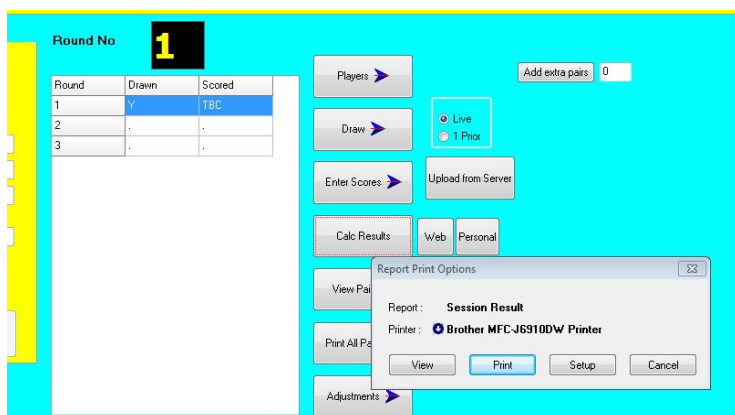 Round No 1
Round Drawn Scored
1 Y TBC
2 . .
3 . .
Players
Add extra pairs 0
Draw
Live
1 Prior
Enter Scores
Upload from Server
Calc Results
Web
Personal
View Pai
Print All Pa
Adjustments
Report Print Options
Report : Session Result
Printer : Brother MFC-J6910DW Printer
View Print Setup Cancel